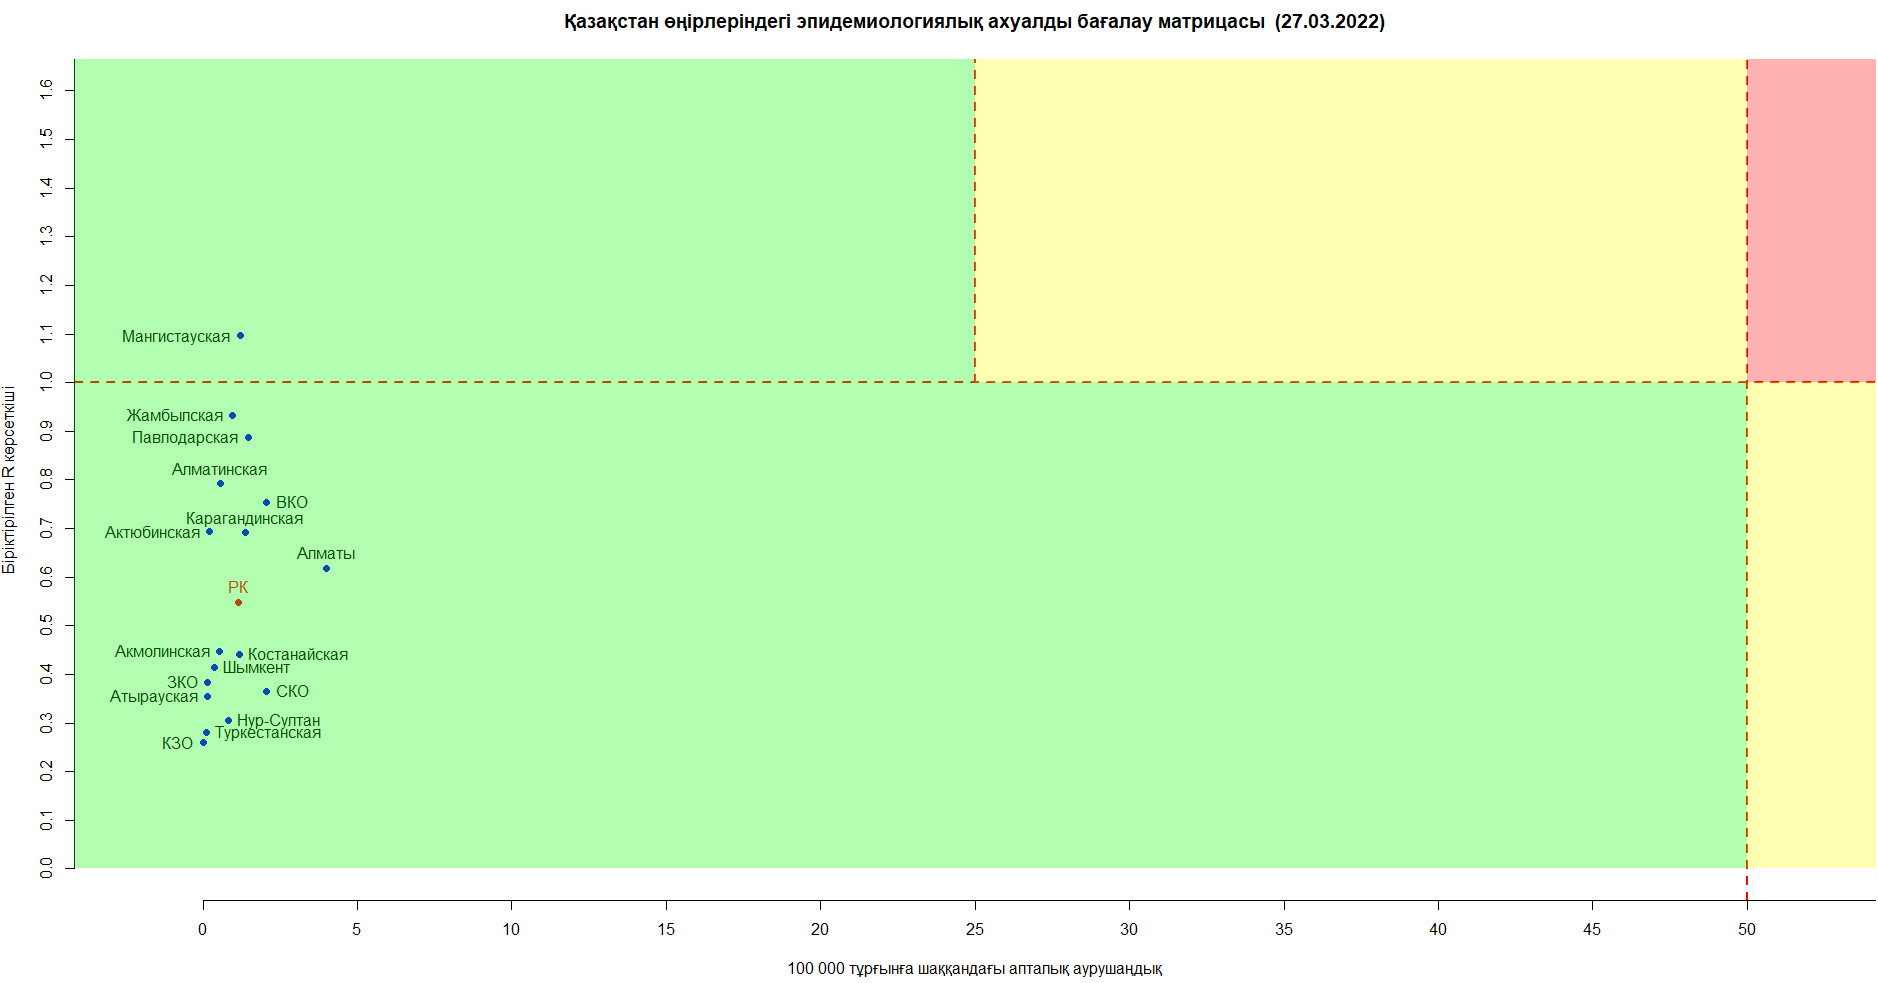 Қазақстан өңірлеріндегі эпидемиологиялық ахуалды бағалау матрицасы (27.03.2022)
Біріктірілген R көрсеткіші
1.6
1.5
1.4
1.3
1.2
1.1
1.0
0.9
0.8
0.7
0.6
0.5
0.4
0.3
0.2
0.1
0.0
Мангистауская
Жамбылская
Павлодарская
Алматинская
ВКО
Карагандинская
Актюбинская
Алматы
РК
Акмолинская
Костанайская
Шымкент
ЗКО
СКО
Атырауская
Нур-Султан
Туркестанская
КЗО
0 5 10 15 20 25 30 35 40 45 50
100 000 тұрғынға шаққандағы апталық аурушаңдық